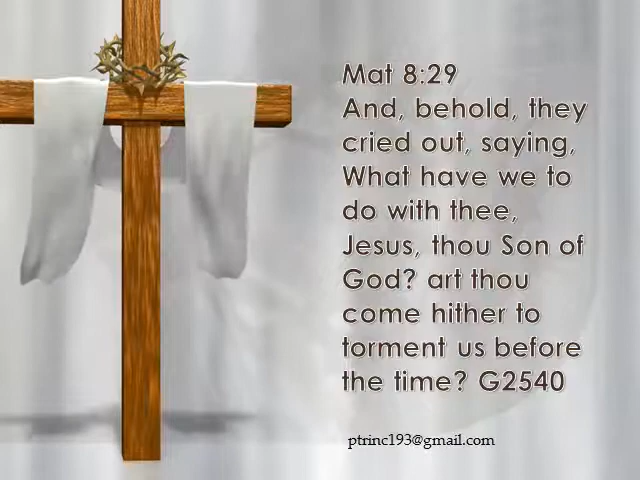 Mat 8:29
And, behold, they
cried out, saying,
What have we to
do with thee,
Jesus, thou Son of
God? art thou
come hither to
torment us before
the time? G2540
ptrinc193@gmail.com